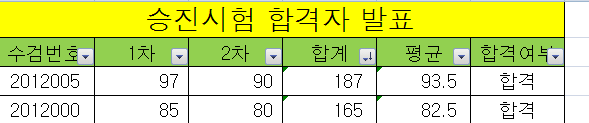 승진시험 합격자 발표
수검번호 1차 2차 합계 평균 합격여부
2012005 97 90 187 93.5 합격
2012000 85 80 165 82.5 합격